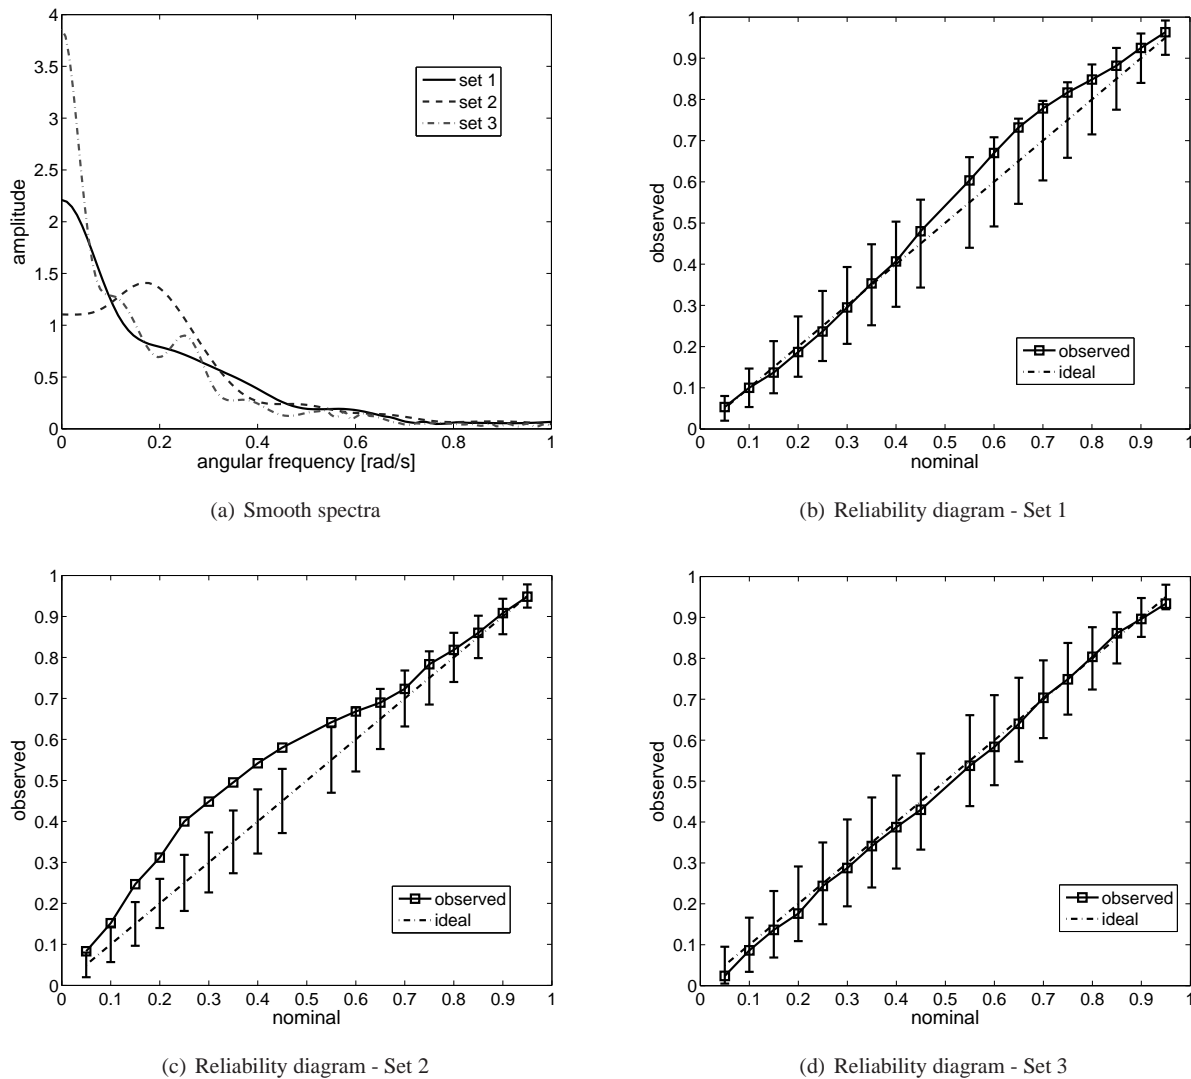 4
3.5
3
2.5
2
1.5
1
0.5
0
amplitude
set 1
set 2
set 3
0 0.2 0.4 0.6 0.8 1
angular frequency [rad/s]
(a) Smooth spectra
1
0.9
0.8
0.7
0.6
0.5
0.4
0.3
0.2
0.1
0
observed
observed
ideal
0 0.1 0.2 0.3 0.4 0.5 0.6 0.7 0.8 0.9 1
nominal
(b) Reliability diagram - Set 1
1
0.9
0.8
0.7
0.6
0.5
0.4
0.3
0.2
0.1
0
observed
observed
ideal
0 0.1 0.2 0.3 0.4 0.5 0.6 0.7 0.8 0.9 1
nominal
(c) Reliability diagram - Set 2
1
0.9
0.8
0.7
0.6
0.5
0.4
0.3
0.2
0.1
0
observed
observed
ideal
0 0.1 0.2 0.3 0.4 0.5 0.6 0.7 0.8 0.9 1
nominal
(d) Reliability diagram - Set 3